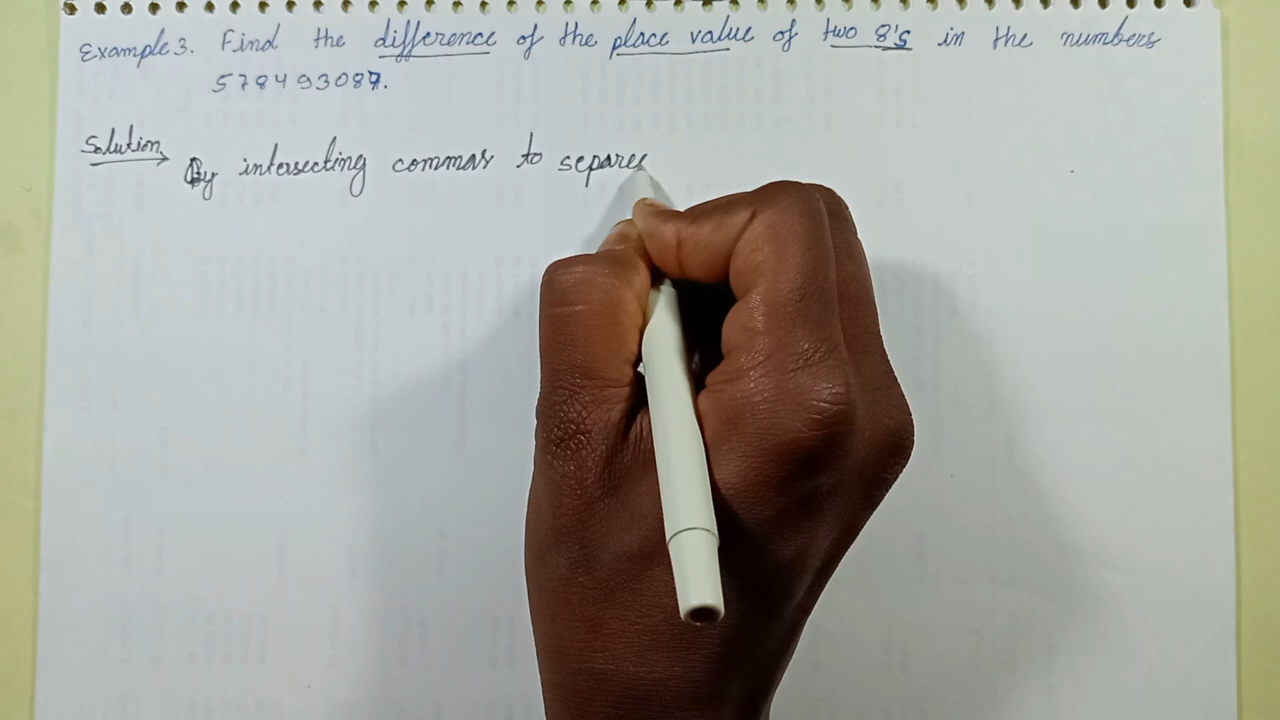 Example 3. Find the difference of the place value of two 8's in the numbers
578493087.
Solution
By intersecting commas to separe